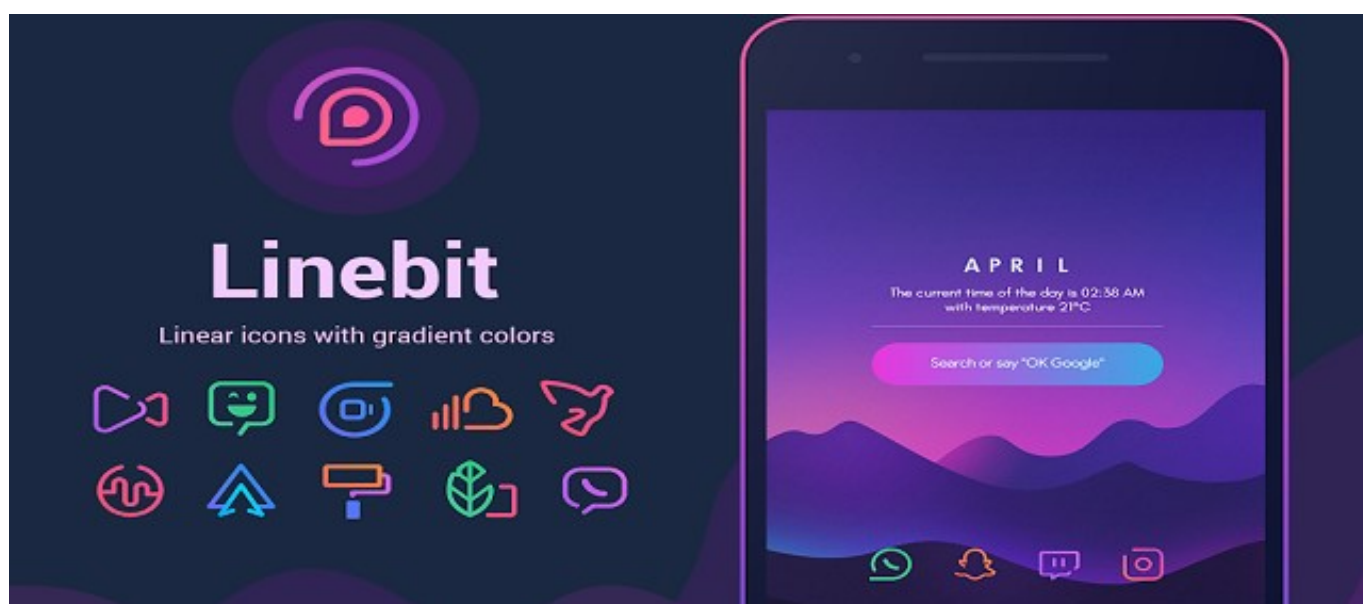 Linebit
Linear icons with gradient colors
APRIL
The current time of the day is 02:38 AM
with temperature 21°C
Search or say "OK Google"